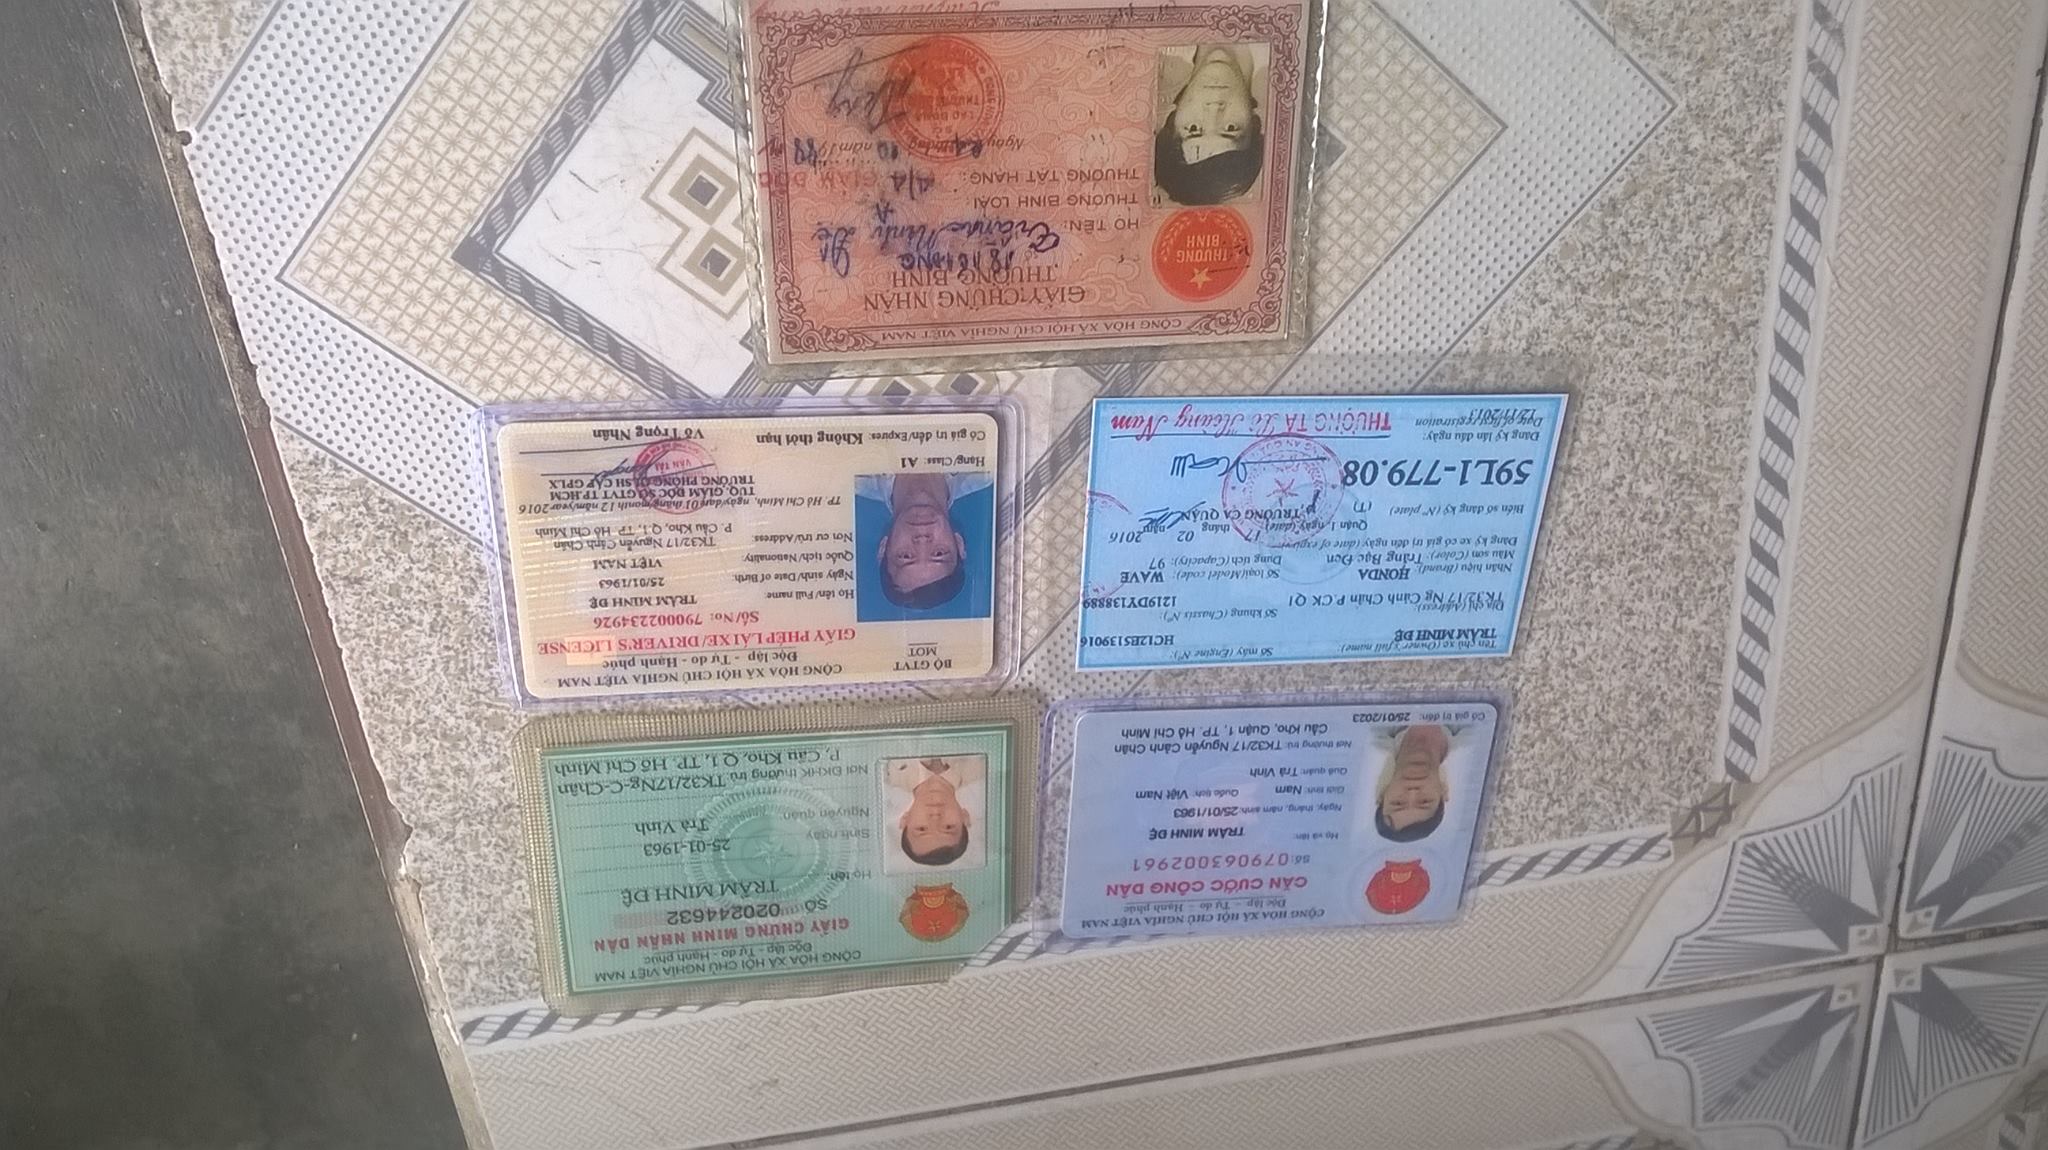 CỘNG HÒA XÃ HỘI CHỦ NGHĨA VIỆT NAM
Độc lập - Tự do - Hạnh phúc
GIẤY CHỨNG MINH NHÂN DÂN
SỐ 020244632
Họ tên: TRẦM MINH ĐỆ
Sinh ngày 25-01-1963
Nguyên quán Trà Vinh
Nơi ĐKHK thường trú TK32/17Ng-C-Chân
P, Cầu Kho, Q 1, TP. Hồ Chí Minh
CỘNG HÒA XÃ HỘI CHỦ NGHĨA VIỆT NAM
Độc lập - Tự do - Hạnh phúc
CĂN CƯỚC CÔNG DÂN
Số: 079063002961
Họ và tên: TRẦM MINH ĐỆ
Ngày, tháng, năm sinh: 25/01/1963
Giới tính: Nam Quốc tịch: Việt Nam
Quê quán: Trà Vinh
Nơi thường trú: TK32/17 Nguyễn Cảnh Chân
Cầu Kho, Quận 1, TP. Hồ Chí Minh
Có giá trị đến: 25/01/2023
BỘ GTVT
MOT
CỘNG HÒA XÃ HỘI CHỦ NGHĨA VIỆT NAM
Độc lập - Tự do - Hạnh phúc
GIẤY PHÉP LÁI XE/DRIVER'S LICENSE
Số/No: 790002234926
Họ tên/ Full name: TRẦM MINH ĐỆ
Ngày sinh/ Date of Birth: 25/01/1963
Quốc tịch/ Nationality: VIỆT NAM
Nơi cư trú/ Address: TK32/17 Nguyễn Cảnh Chân
P. Cầu Kho, Q.1, TP. Hồ Chí Minh
TP. Hồ Chí Minh, ngày/date 01 tháng/month 12 năm/year 2016
TUQ. GIÁM ĐỐC SỞ GTVT TP.HCM
TRƯỞNG PHÒNG QLSH CẤP GPLX
Hạng/Class: A1
Có giá trị đến/Expires: Không thời hạn
Võ Trọng Nhân
Tên chủ xe (Owner's full name): Số máy (Engine N°):
TRẦM MINH ĐỆ HC12E5139016
Địa chỉ (Address): Số khung (Chassis N°)
TK32/17 Ng Cảnh Chân P.CK Q1 1219DY138889
Nhãn hiệu (Brand): HONDA Số loại(Model code): WAVE
Màu sơn (Color): Trắng Bạc Đen Dung tích (Capacity): 97
Đăng ký xe có giá trị đến ngày (date of expiry)
Quận 1, ngày (date) 17 tháng 02 năm 2016
Biển số đăng ký (N° plate) (T) P. TRƯỞNG CA QUẬN
59L1-779.08
Đăng ký lần đầu ngày:
Date of first registration
12/11/2013
THƯỢNG TÁ Lê Hoàng Nam
CỘNG HÒA XÃ HỘI CHỦ NGHĨA VIỆT NAM
GIẤY CHỨNG NHẬN
THƯƠNG BINH
THƯƠNG
BINH
HỌ TÊN: Trầm Minh Đệ
THƯƠNG BINH LOẠI: A
THƯƠNG TẬT HẠNG: 4/4
GIÁM ĐỐC